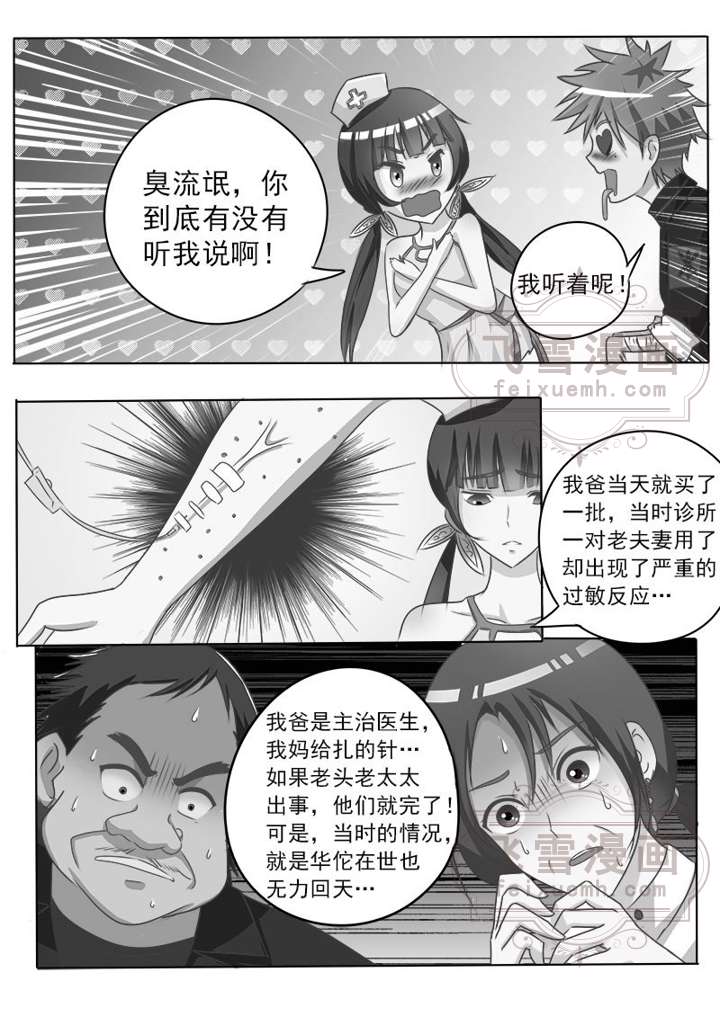 臭流氓，你
到底有没有
听我说啊！
我听着呢！
飞雪漫画
feixuemh.com
我爸当天就买了
一批，当时诊所
一对老夫妻用了
却出现了严重的
过敏反应…
我爸是主治医生，
我妈给扎的针…
如果老头老太太
出事，他们就完了！
可是，当时的情况，
就是华佗在世也
无力回天…
飞雪漫画
feixuemh.com